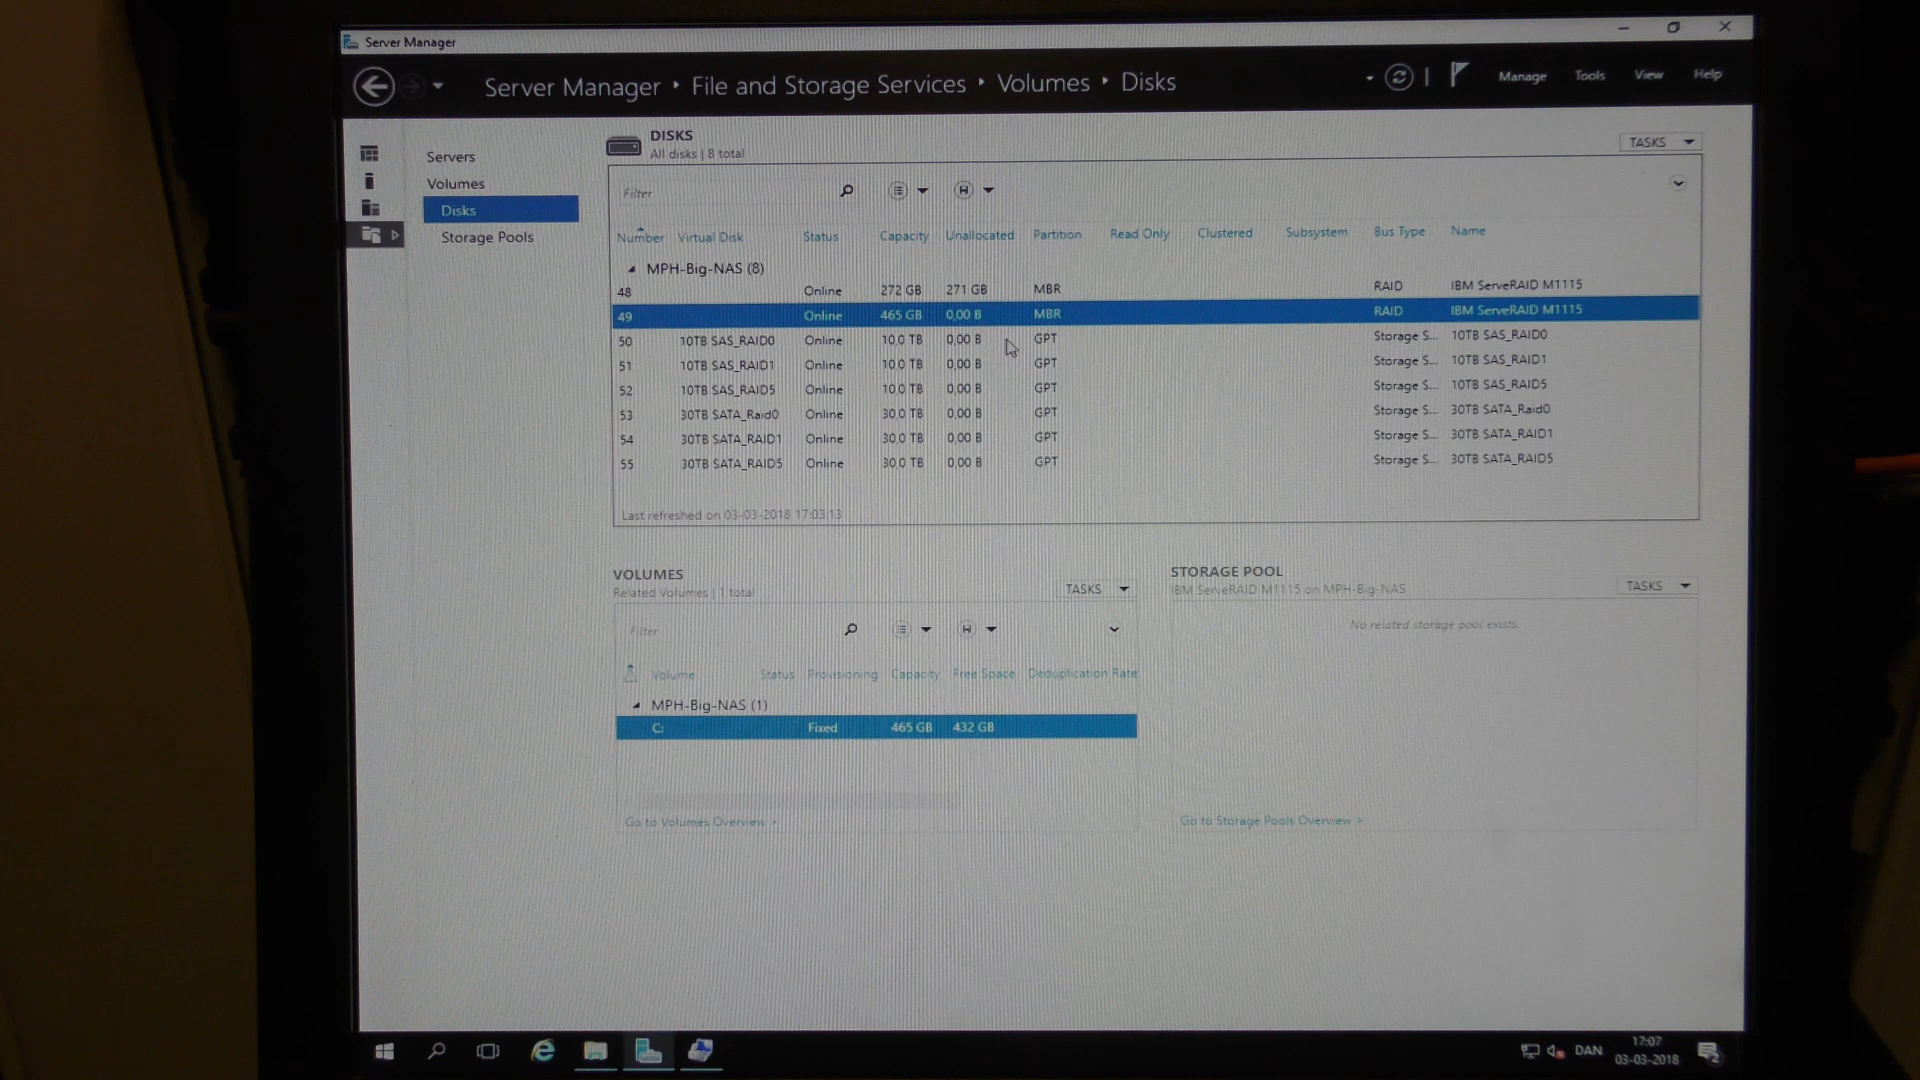 Server Manager
Server Manager ‣ File and Storage Services ‣ Volumes ‣ Disks
Manage Tools View Help
Servers
Volumes
Disks
Storage Pools
DISKS
All disks | 8 total
TASKS
Filter
Number Virtual Disk Status Capacity Unallocated Partition Read Only Clustered Subsystem Bus Type Name
MPH-Big-NAS (8)
48 Online 272 GB 271 GB MBR RAID IBM ServeRAID M1115
49 Online 465 GB 0,00 B MBR RAID IBM ServeRAID M1115
50 10TB SAS_RAID0 Online 10,0 TB 0,00 B GPT Storage S... 10TB SAS_RAID0
51 10TB SAS_RAID1 Online 10,0 TB 0,00 B GPT Storage S... 10TB SAS_RAID1
52 10TB SAS_RAID5 Online 10,0 TB 0,00 B GPT Storage S... 10TB SAS_RAID5
53 30TB SATA_Raid0 Online 30,0 TB 0,00 B GPT Storage S... 30TB SATA_Raid0
54 30TB SATA_RAID1 Online 30,0 TB 0,00 B GPT Storage S... 30TB SATA_RAID1
55 30TB SATA_RAID5 Online 30,0 TB 0,00 B GPT Storage S... 30TB SATA_RAID5
Last refreshed on 03-03-2018 17:03:13
VOLUMES
Related Volumes | 1 total
TASKS
Filter
Volume Status Provisioning Capacity Free Space Deduplication Rate
MPH-Big-NAS (1)
C: Fixed 465 GB 432 GB
Go to Volumes Overview >
STORAGE POOL
IBM ServeRAID M1115 on MPH-Big-NAS
TASKS
No related storage pool exists.
Go to Storage Pools Overview >
DAN
17:07
03-03-2018
2